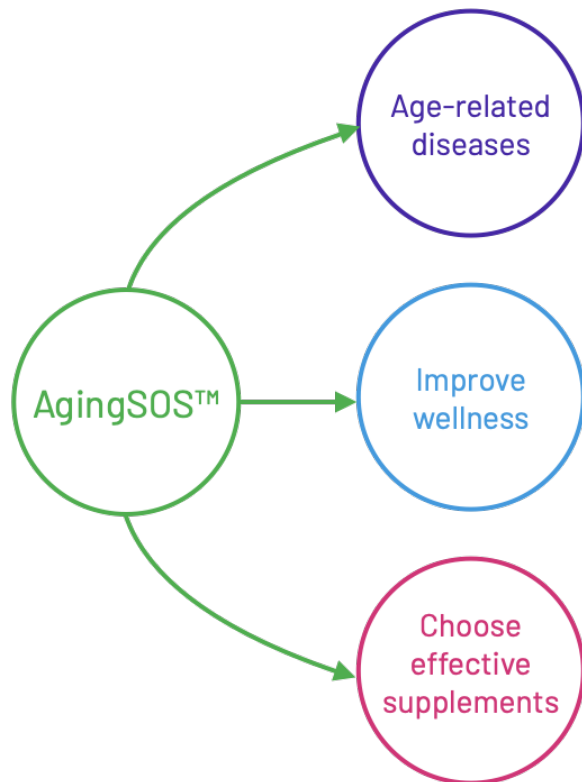 Age-related
diseases
AgingSOS™
Improve
wellness
Choose
effective
supplements